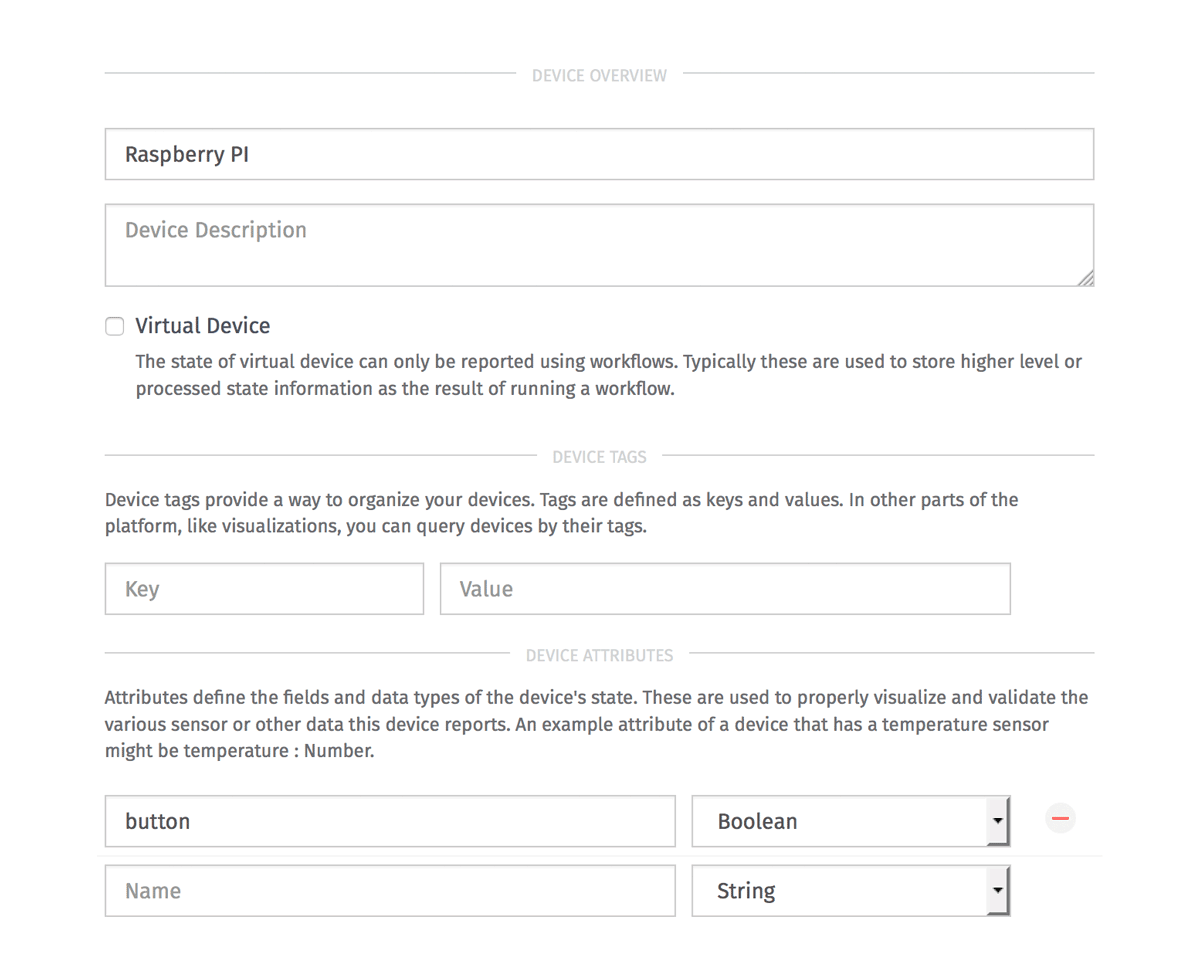 DEVICE OVERVIEW
Raspberry PI
Device Description
Virtual Device
The state of virtual device can only be reported using workflows. Typically these are used to store higher level or
processed state information as the result of running a workflow.
DEVICE TAGS
Device tags provide a way to organize your devices. Tags are defined as keys and values. In other parts of the
platform, like visualizations, you can query devices by their tags.
Key Value
DEVICE ATTRIBUTES
Attributes define the fields and data types of the device's state. These are used to properly visualize and validate the
various sensor or other data this device reports. An example attribute of a device that has a temperature sensor
might be temperature : Number.
button Boolean
Name String